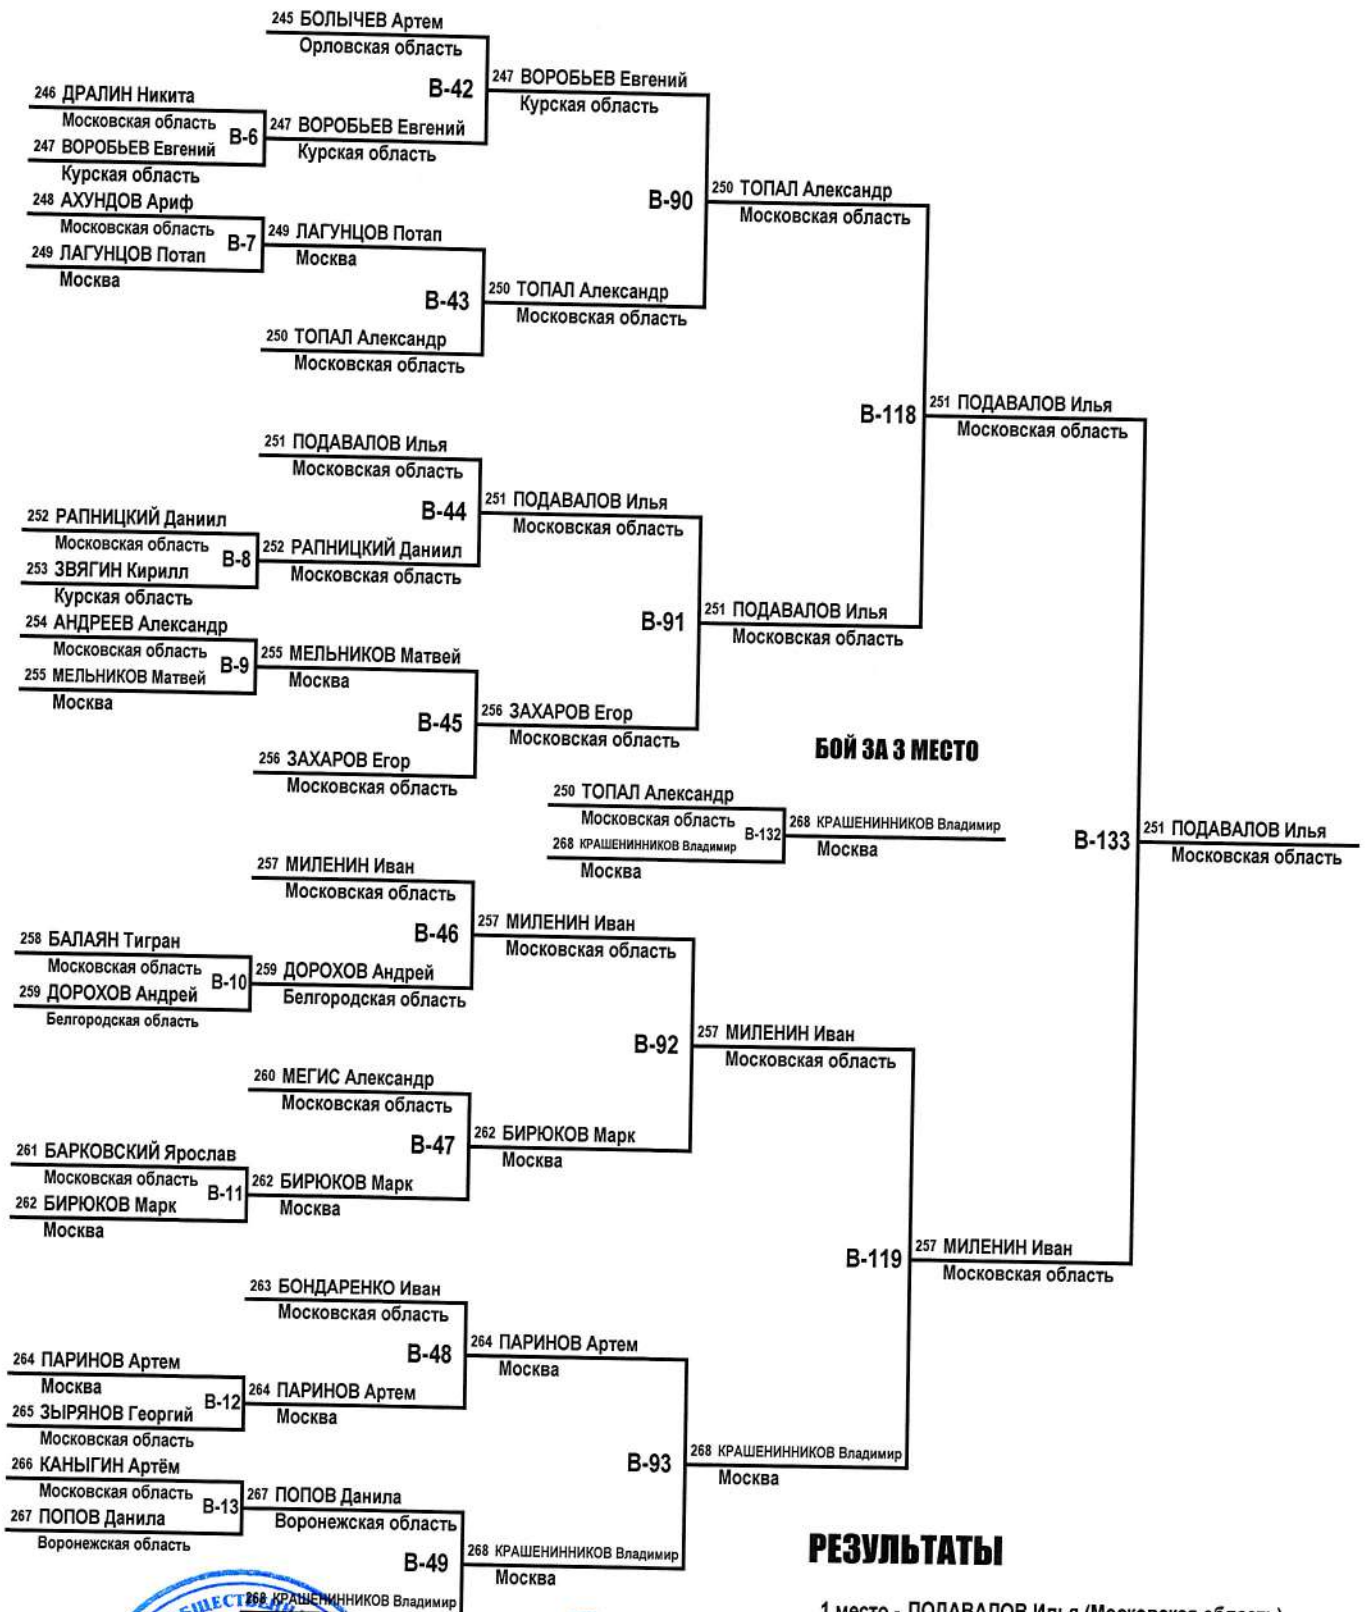 245 БОЛЫЧЕВ Артем
Орловская область
В-42
247 ВОРОБЬЕВ Евгений
Курская область
246 ДРАЛИН Никита
Московская область
В-6
247 ВОРОБЬЕВ Евгений
Курская область
247 ВОРОБЬЕВ Евгений
Курская область
В-90
250 ТОПАЛ Александр
Московская область
248 АХУНДОВ Ариф
Московская область
В-7
249 ЛАГУНЦОВ Потап
Москва
249 ЛАГУНЦОВ Потап
Москва
В-43
250 ТОПАЛ Александр
Московская область
250 ТОПАЛ Александр
Московская область
В-118
251 ПОДАВАЛОВ Илья
Московская область
251 ПОДАВАЛОВ Илья
Московская область
В-44
251 ПОДАВАЛОВ Илья
Московская область
252 РАПНИЦКИЙ Даниил
Московская область
В-8
252 РАПНИЦКИЙ Даниил
Московская область
253 ЗВЯГИН Кирилл
Курская область
В-91
251 ПОДАВАЛОВ Илья
Московская область
254 АНДРЕЕВ Александр
Московская область
В-9
255 МЕЛЬНИКОВ Матвей
Москва
255 МЕЛЬНИКОВ Матвей
Москва
В-45
256 ЗАХАРОВ Егор
Московская область
256 ЗАХАРОВ Егор
Московская область
БОЙ ЗА 3 МЕСТО
250 ТОПАЛ Александр
Московская область
В-132
268 КРАШЕНИННИКОВ Владимир
Москва
268 КРАШЕНИННИКОВ Владимир
Москва
В-133
251 ПОДАВАЛОВ Илья
Московская область
257 МИЛЕНИН Иван
Московская область
В-46
257 МИЛЕНИН Иван
Московская область
258 БАЛАЯН Тигран
Московская область
В-10
259 ДОРОХОВ Андрей
Белгородская область
259 ДОРОХОВ Андрей
Белгородская область
В-92
257 МИЛЕНИН Иван
Московская область
260 МЕГИС Александр
Московская область
В-47
262 БИРЮКОВ Марк
Москва
261 БАРКОВСКИЙ Ярослав
Московская область
В-11
262 БИРЮКОВ Марк
Москва
262 БИРЮКОВ Марк
Москва
В-119
257 МИЛЕНИН Иван
Московская область
263 БОНДАРЕНКО Иван
Московская область
В-48
264 ПАРИНОВ Артем
Москва
264 ПАРИНОВ Артем
Москва
В-12
264 ПАРИНОВ Артем
Москва
265 ЗЫРЯНОВ Георгий
Московская область
В-93
268 КРАШЕНИННИКОВ Владимир
Москва
266 КАНЫГИН Артём
Московская область
В-13
267 ПОПОВ Данила
Воронежская область
267 ПОПОВ Данила
Воронежская область
В-49
268 КРАШЕНИННИКОВ Владимир
Москва
268 КРАШЕНИННИКОВ Владимир
РЕЗУЛЬТАТЫ
1 место - ПОДАВАЛОВ Илья (Московская область)